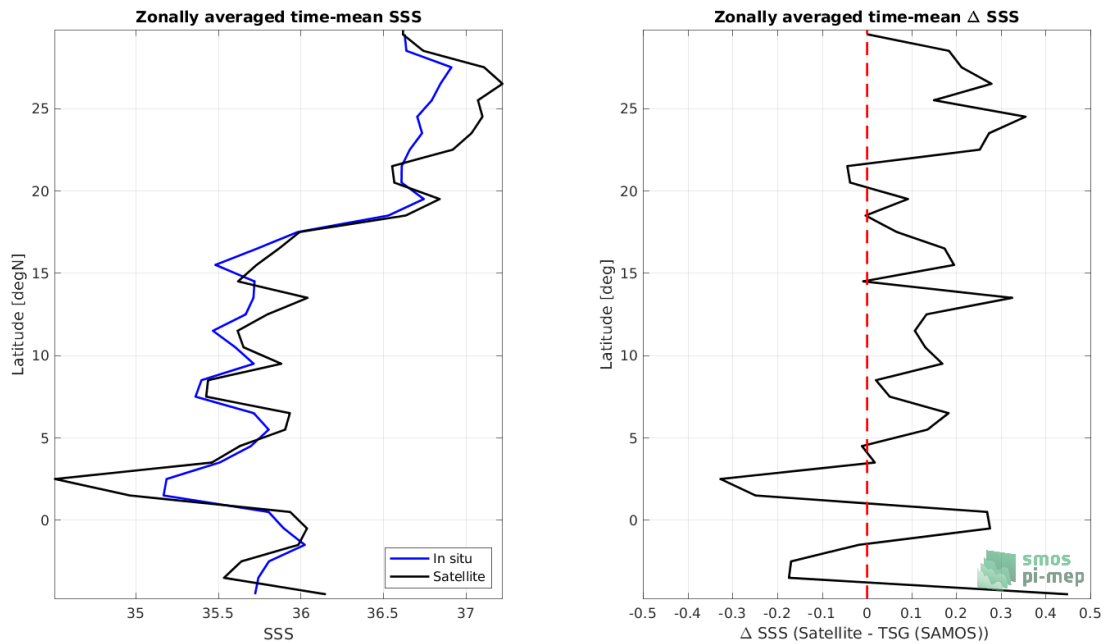 Zonally averaged time-mean SSS
Latitude [degN]
25
20
15
10
5
0
35
35.5
36
36.5
37
SSS
In situ
Satellite
Zonally averaged time-mean Δ SSS
Latitude [deg]
25
20
15
10
5
0
-0.5
-0.4
-0.3
-0.2
-0.1
0
0.1
0.2
0.3
0.4
0.5
Δ SSS (Satellite - TSG (SAMOS))
smos
pi-mep